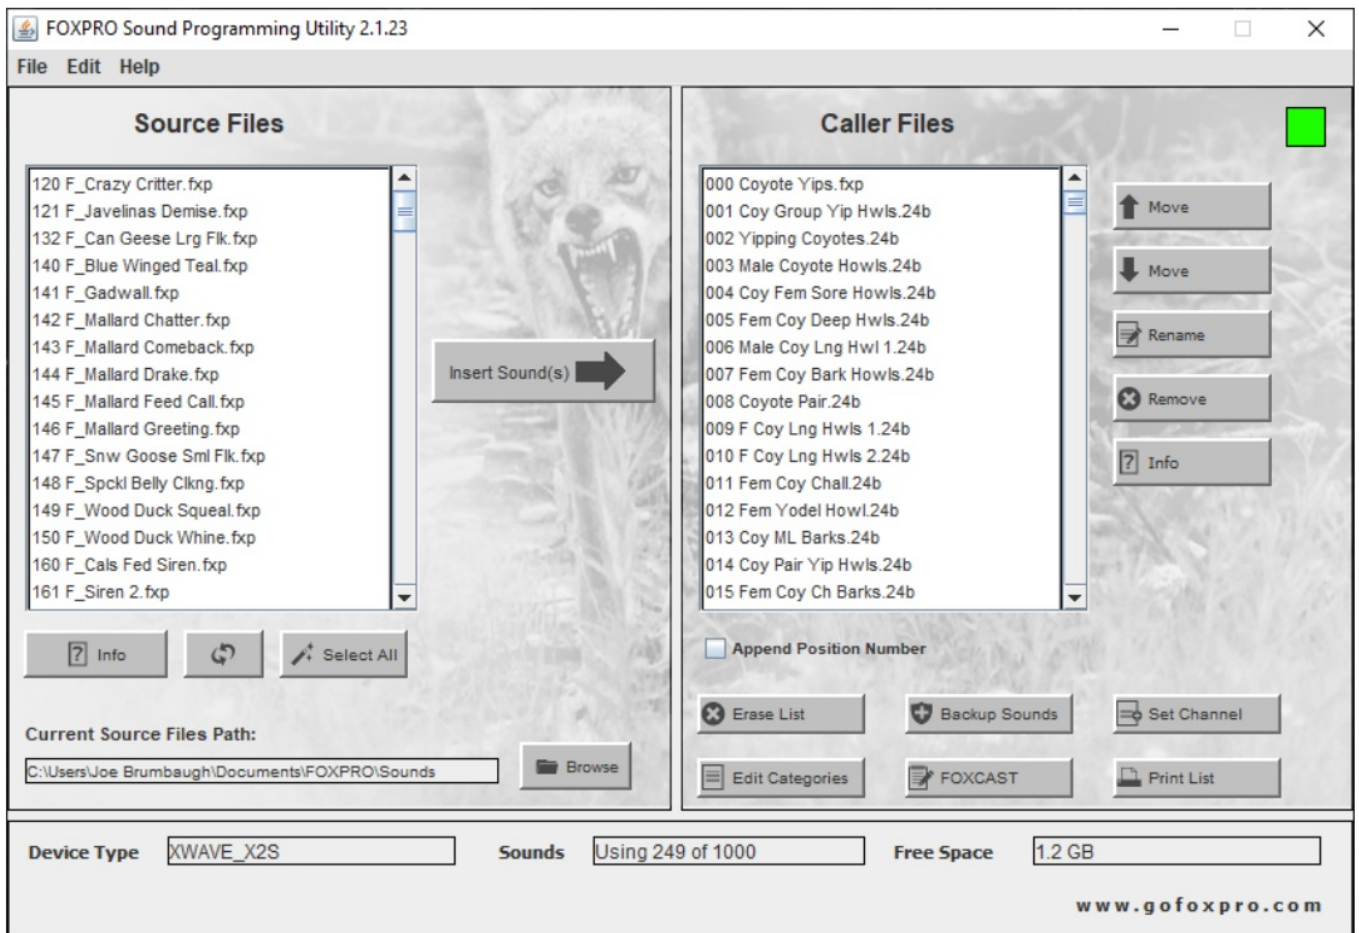 FOXPRO Sound Programming Utility 2.1.23
File Edit Help
Source Files
120 F_Crazy Critter.fxp
121 F_Javelinas Demise.fxp
132 F_Can Geese Lrg Flk.fxp
140 F_Blue Winged Teal.fxp
141 F_Gadwall.fxp
142 F_Mallard Chatter.fxp
143 F_Mallard Comeback.fxp
144 F_Mallard Drake.fxp
145 F_Mallard Feed Call.fxp
146 F_Mallard Greeting.fxp
147 F_Snw Goose Sml Flk.fxp
148 F_Spckl Belly Clkng.fxp
149 F_Wood Duck Squeal.fxp
150 F_Wood Duck Whine.fxp
160 F_Cals Fed Siren.fxp
161 F_Siren 2.fxp
Insert Sound(s)
Info
Select All
Current Source Files Path:
C:\Users\Joe Brumbaugh\Documents\FOXPRO\Sounds
Browse
Caller Files
000 Coyote Yips.fxp
001 Coy Group Yip Hwls.24b
002 Yipping Coyotes.24b
003 Male Coyote Howls.24b
004 Coy Fem Sore Howls.24b
005 Fem Coy Deep Hwls.24b
006 Male Coy Lng Hwl 1.24b
007 Fem Coy Bark Howls.24b
008 Coyote Pair.24b
009 F Coy Lng Hwls 1.24b
010 F Coy Lng Hwls 2.24b
011 Fem Coy Chall.24b
012 Fem Yodel Howl.24b
013 Coy ML Barks.24b
014 Coy Pair Yip Hwls.24b
015 Fem Coy Ch Barks.24b
Move
Move
Rename
Remove
Info
Append Position Number
Erase List
Backup Sounds
Set Channel
Edit Categories
FOXCAST
Print List
Device Type XWAVE_X2S
Sounds Using 249 of 1000
Free Space 1.2 GB
www.gofoxpro.com